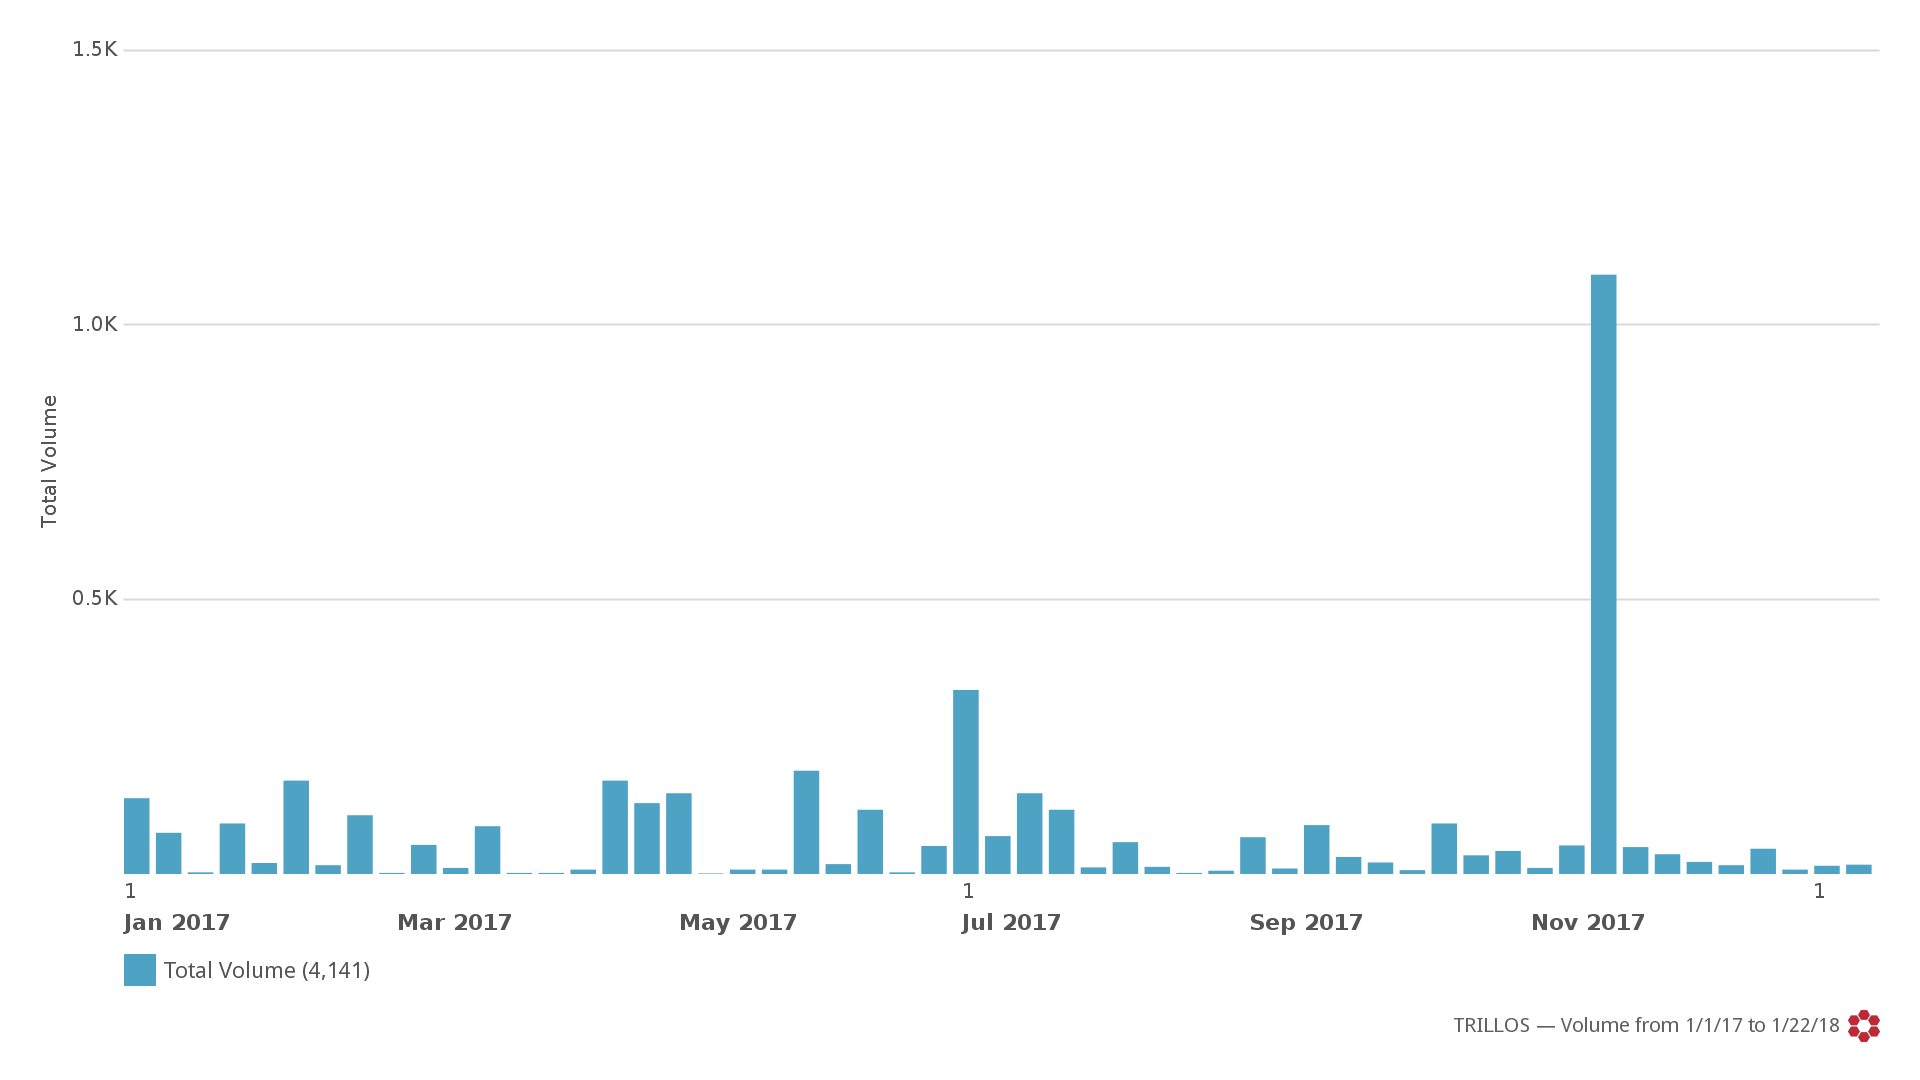 1.5K
1.0K
0.5K
Total Volume
1 1 1
Jan 2017 Mar 2017 May 2017 Jul 2017 Sep 2017 Nov 2017
Total Volume (4,141)
TRILLOS — Volume from 1/1/17 to 1/22/18